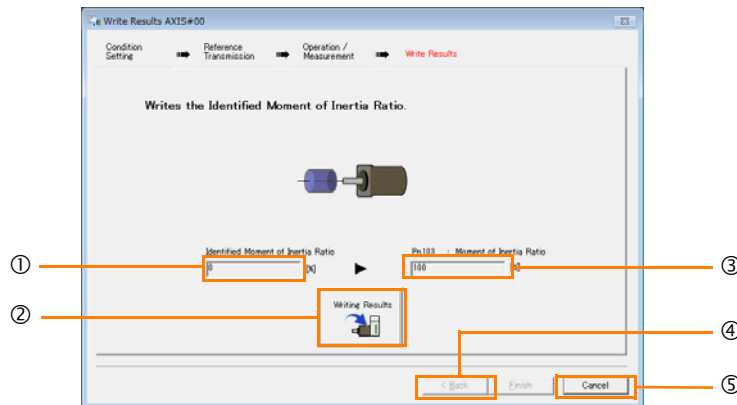 Write Results AXIS#00
Condition Setting
Reference Transmission
Operation / Measurement
Write Results
Writes the Identified Moment of Inertia Ratio.
Identified Moment of Inertia Ratio
Pn103 : Moment of Inertia Ratio
①
0
[%]
100
③
②
Writing Results
④
< Back
Finish
Cancel
⑤